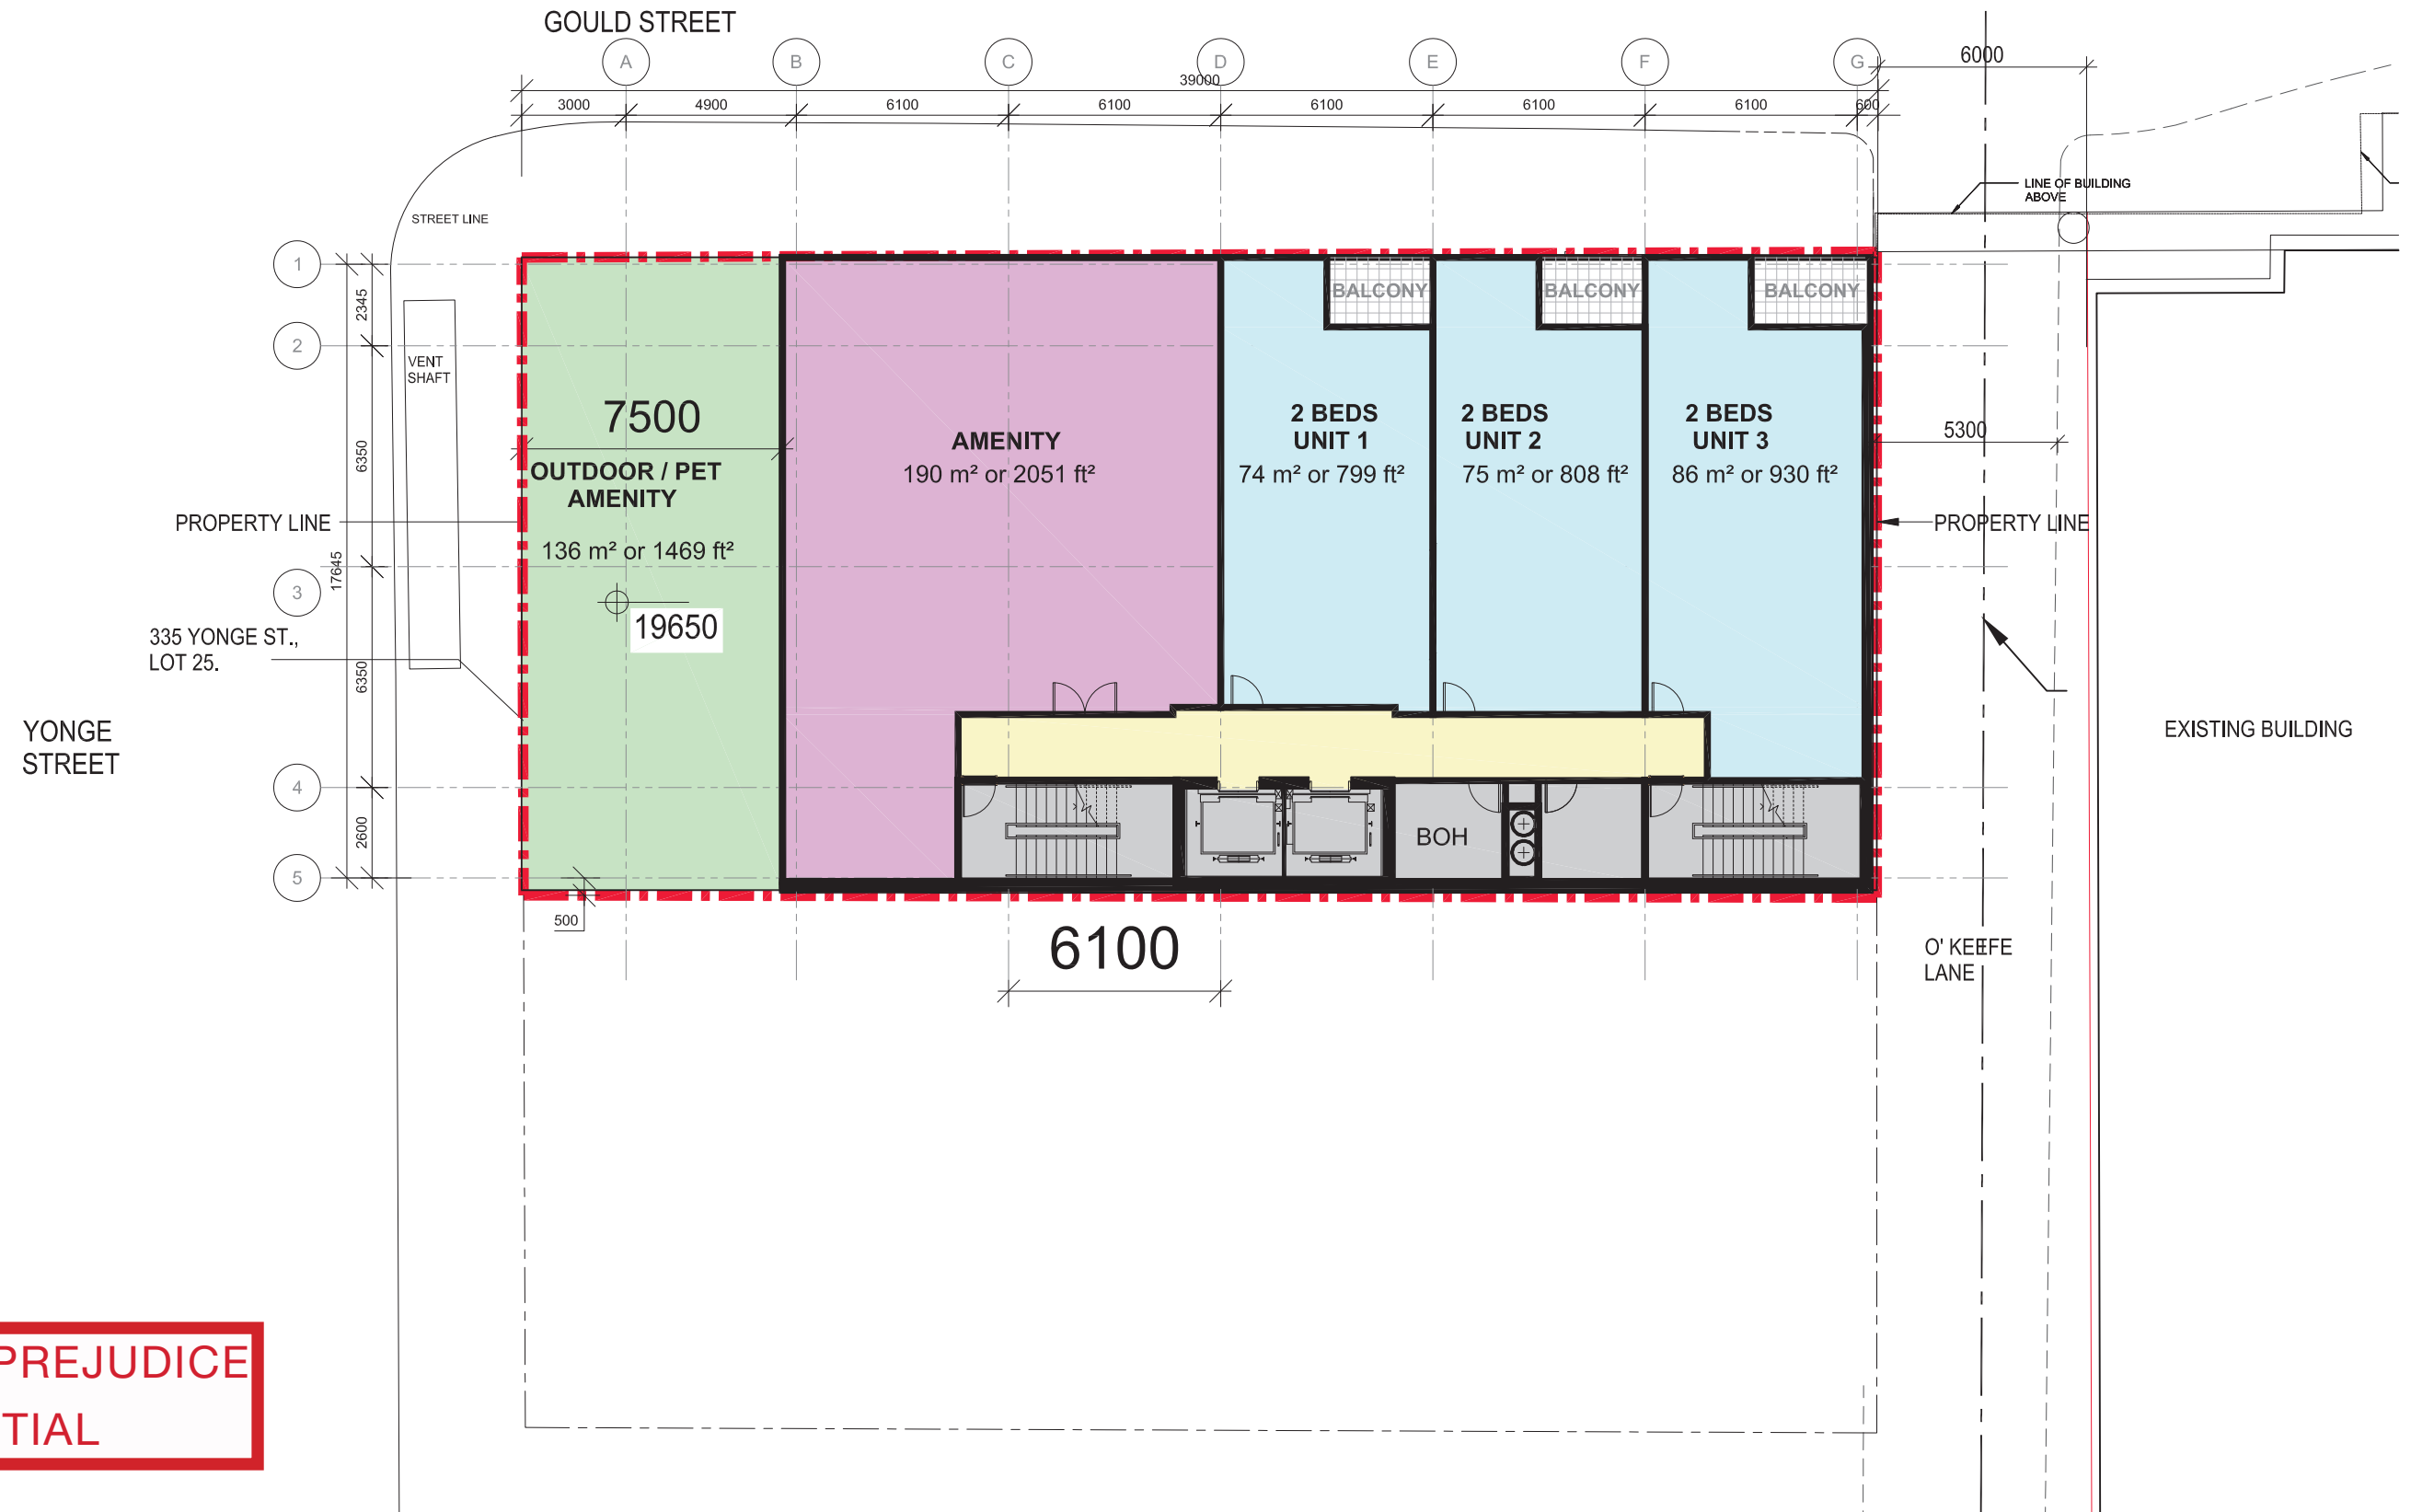 GOULD STREET
A
B
C
D
E
F
G
39000
6000
3000
4900
6100
6100
6100
6100
6100
600
STREET LINE
LINE OF BUILDING
ABOVE
1
2
3
4
5
2345
6350
17645
6350
2600
VENT
SHAFT
BALCONY
BALCONY
BALCONY
7500
OUTDOOR / PET
AMENITY
136 m² or 1469 ft²
19650
AMENITY
190 m² or 2051 ft²
2 BEDS
UNIT 1
74 m² or 799 ft²
2 BEDS
UNIT 2
75 m² or 808 ft²
2 BEDS
UNIT 3
86 m² or 930 ft²
5300
PROPERTY LINE
PROPERTY LINE
335 YONGE ST.,
LOT 25.
YONGE
STREET
EXISTING BUILDING
BOH
500
6100
O' KEEFE
LANE
PREJUDICE
TIAL